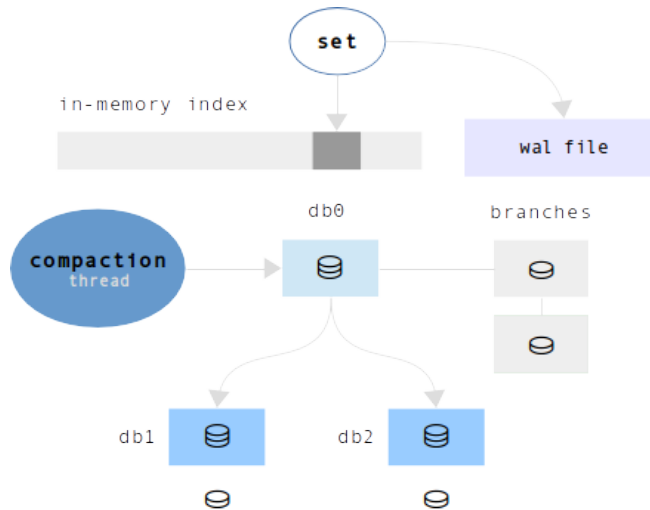 set
in-memory index
wal file
db0
branches
compaction
thread
db1
db2